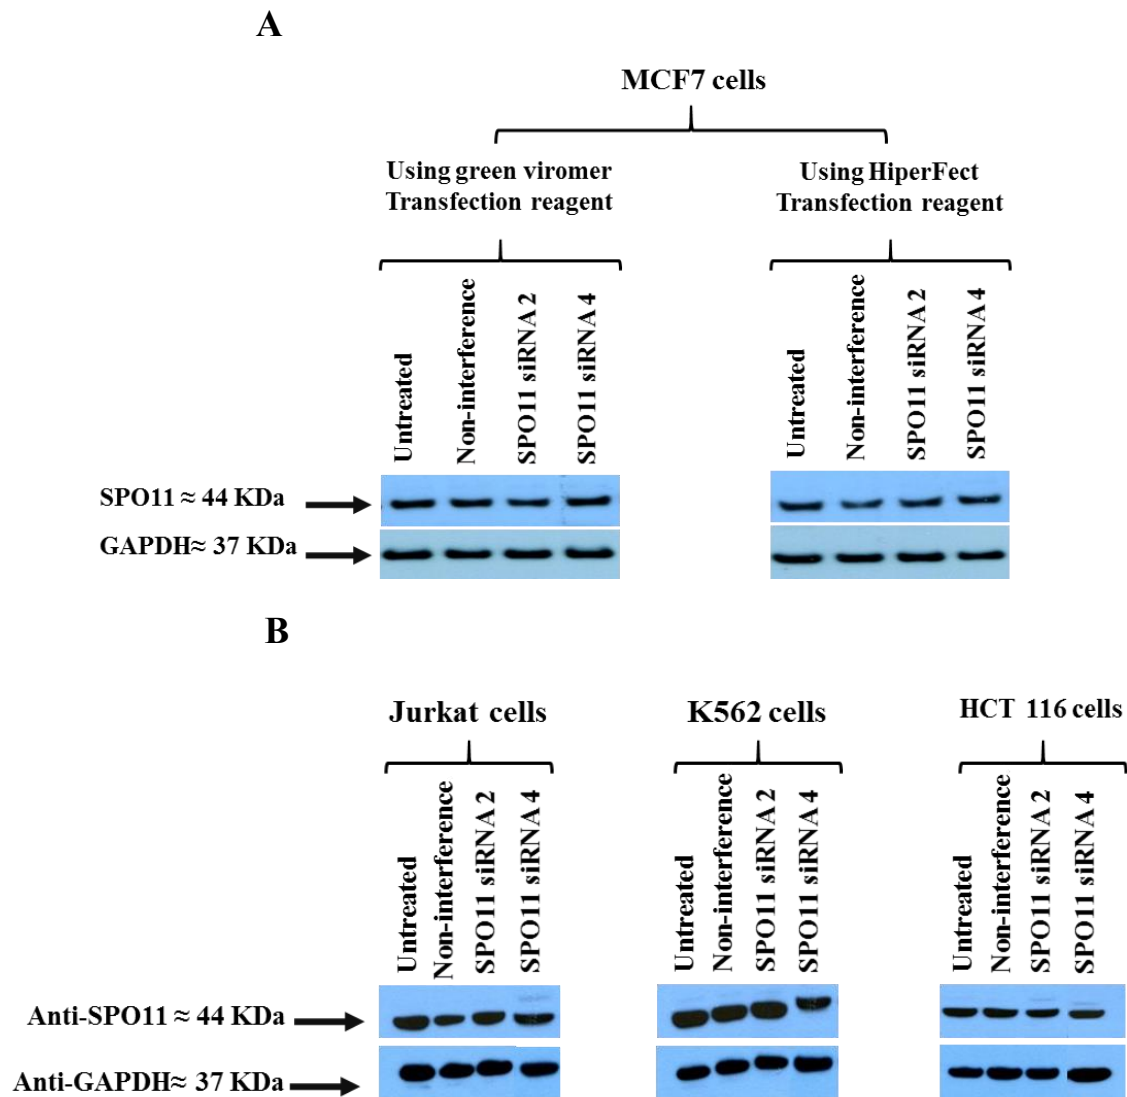 A
MCF7 cells
Using green viromer
Transfection reagent
Using HiperFect
Transfection reagent
Untreated
Non-interference
SPO11 siRNA 2
SPO11 siRNA 4
Untreated
Non-interference
SPO11 siRNA 2
SPO11 siRNA 4
SPO11 ≈ 44 KDa
GAPDH≈ 37 KDa
B
Jurkat cells
K562 cells
HCT 116 cells
Untreated
Non-interference
SPO11 siRNA 2
SPO11 siRNA 4
Untreated
Non-interference
SPO11 siRNA 2
SPO11 siRNA 4
Untreated
Non-interference
SPO11 siRNA 2
SPO11 siRNA 4
Anti-SPO11 ≈ 44 KDa
Anti-GAPDH≈ 37 KDa